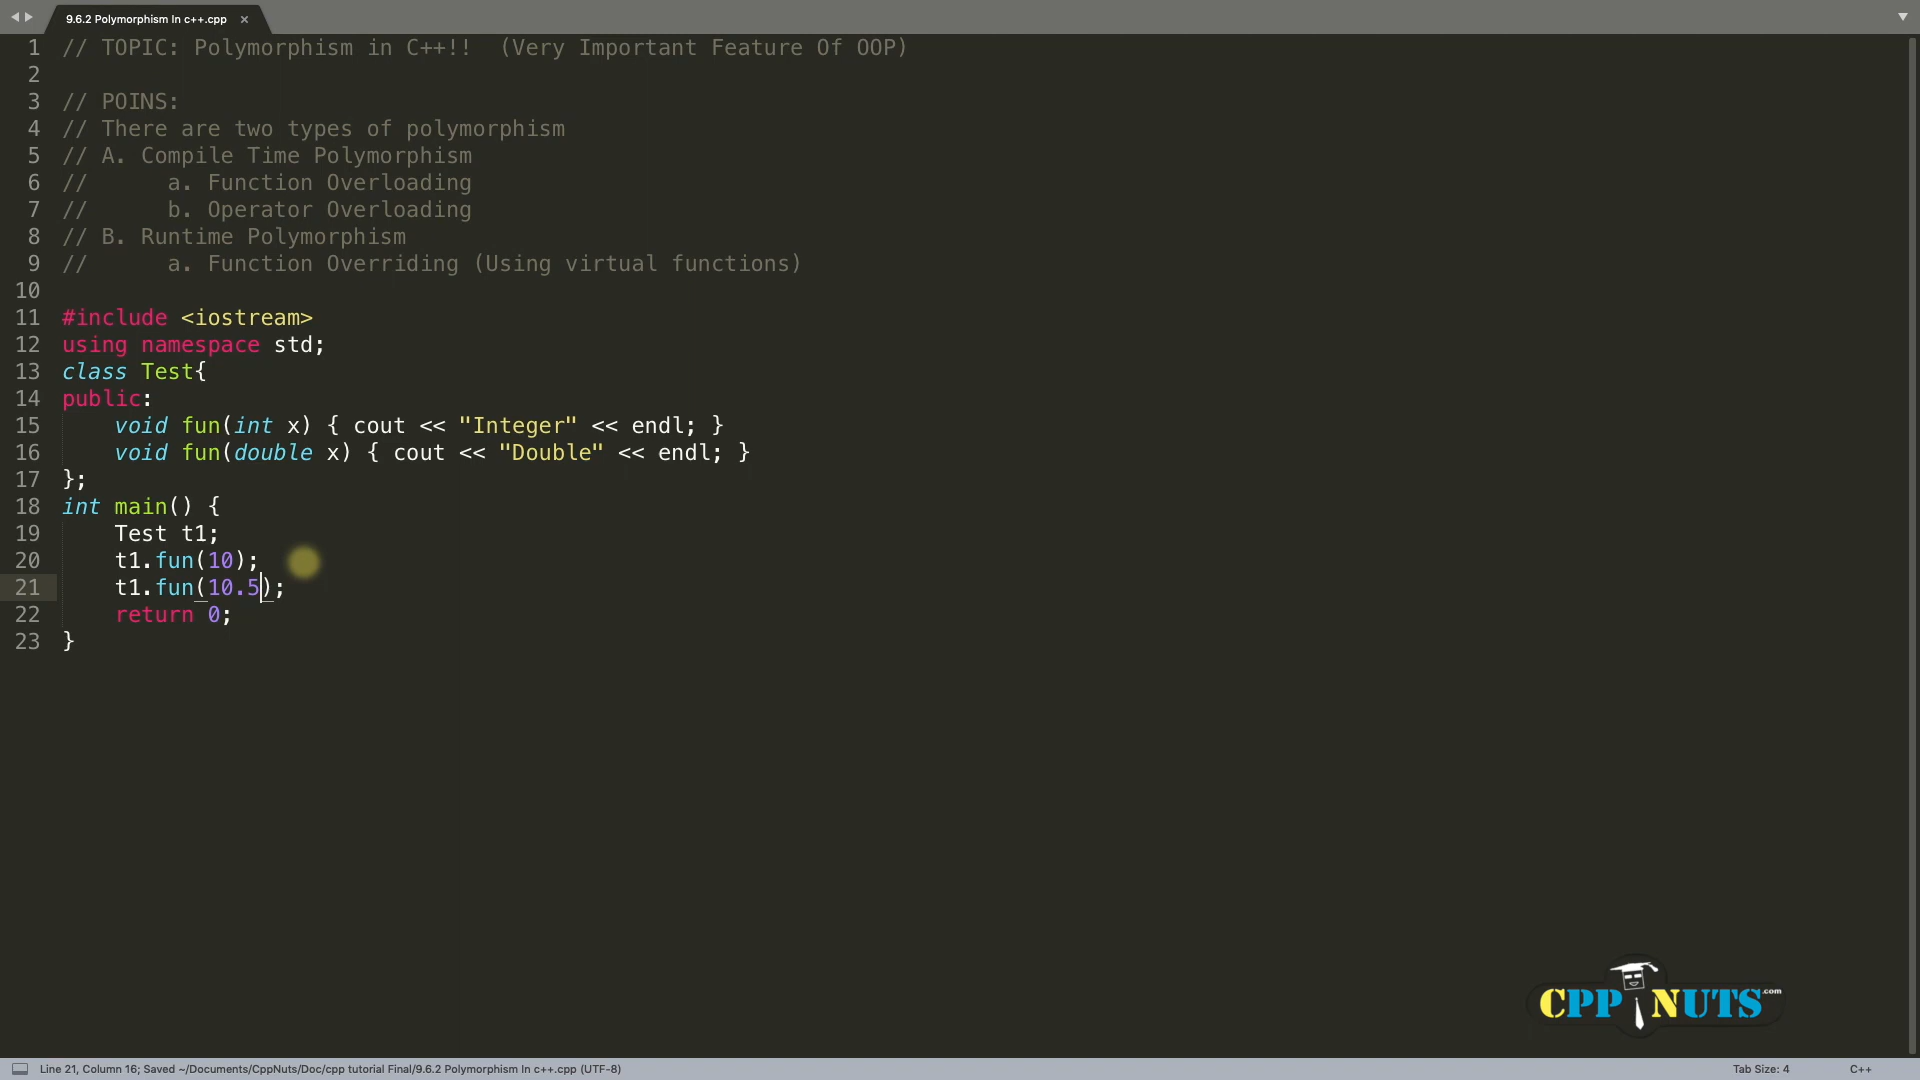 9.6.2 Polymorphism In c++.cpp ×
1 // TOPIC: Polymorphism in C++!!  (Very Important Feature Of OOP)
2
3 // POINS:
4 // There are two types of polymorphism
5 // A. Compile Time Polymorphism
6 //      a. Function Overloading
7 //      b. Operator Overloading
8 // B. Runtime Polymorphism
9 //      a. Function Overriding (Using virtual functions)
10
11 #include <iostream>
12 using namespace std;
13 class Test{
14 public:
15     void fun(int x) { cout << "Integer" << endl; }
16     void fun(double x) { cout << "Double" << endl; }
17 };
18 int main() {
19     Test t1;
20     t1.fun(10);
21     t1.fun(10.5);
22     return 0;
23 }
CPP NUTS .com
Line 21, Column 16; Saved ~/Documents/CppNuts/Doc/cpp tutorial Final/9.6.2 Polymorphism In c++.cpp (UTF-8) Tab Size: 4 C++